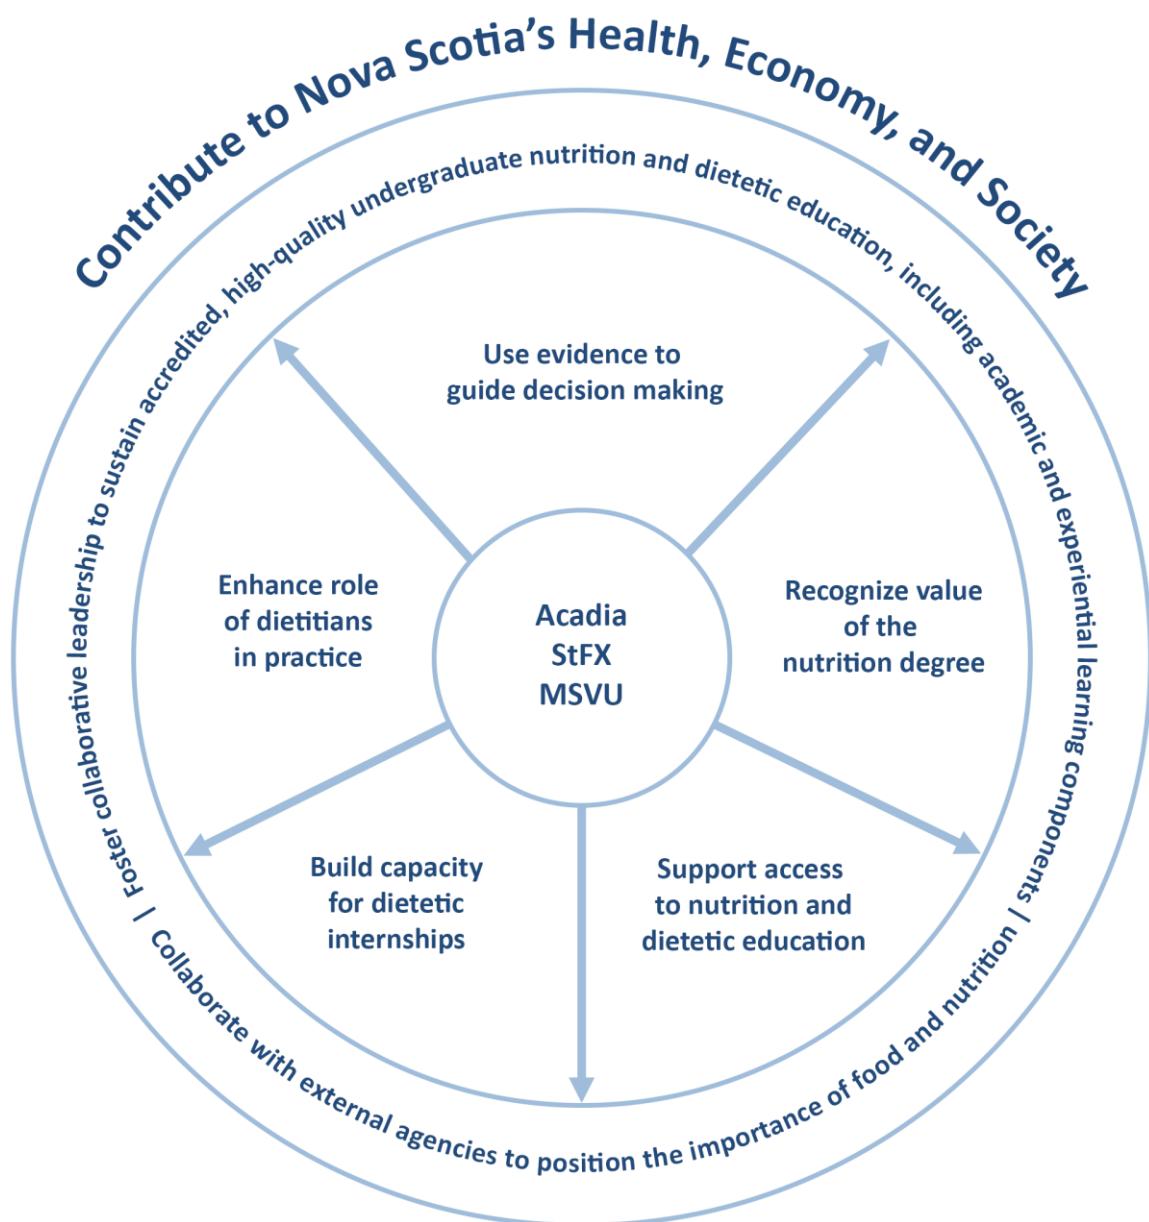 Contribute to Nova Scotia's Health, Economy, and Society
Foster collaborative leadership to sustain accredited, high-quality undergraduate nutrition and dietetic education, including academic and experiential learning components |
Collaborate with external agencies to position the importance of food and nutrition |
Use evidence to
guide decision making
Recognize value
of the
nutrition degree
Support access
to nutrition and
dietetic education
Build capacity
for dietetic
internships
Enhance role
of dietitians
in practice
Acadia
StFX
MSVU